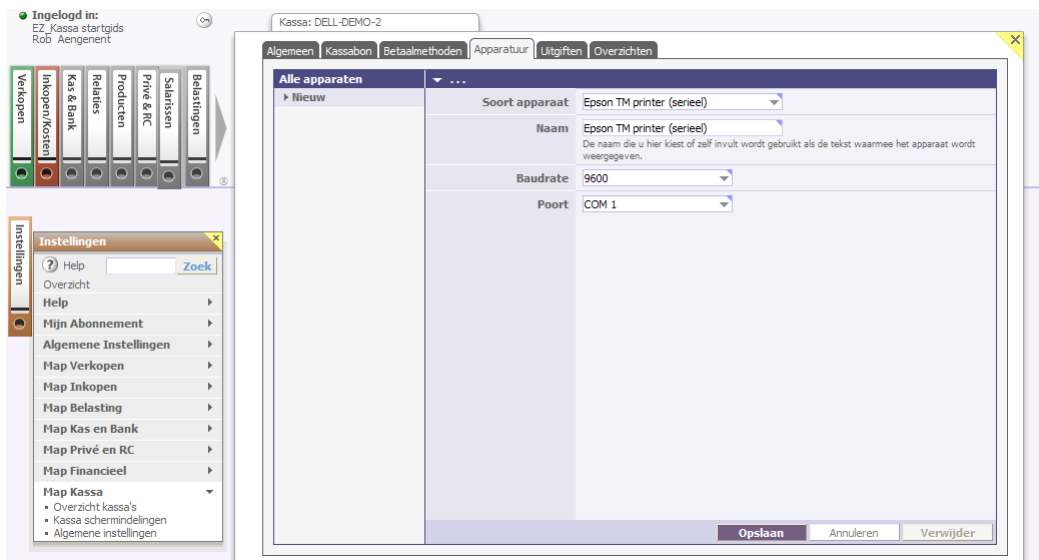 Ingelogd in:
EZ_Kassa startgids
Rob Aengenent
Verkopen
Inkopen/Kosten
Kas & Bank
Relaties
Producten
Privé & RC
Salarissen
Belastingen
Instellingen
Instellingen
? Help
Zoek
Overzicht
Help
Mijn Abonnement
Algemene Instellingen
Map Verkopen
Map Inkopen
Map Belasting
Map Kas en Bank
Map Privé en RC
Map Financieel
Map Kassa
Overzicht kassa's
Kassa schermindelingen
Algemene instellingen
Kassa: DELL-DEMO-2
Algemeen Kassabon Betaalmethoden Apparatuur Uitgiften Overzichten
Alle apparaten
Nieuw
...
Soort apparaat Epson TM printer (serieel)
Naam Epson TM printer (serieel)
De naam die u hier kiest of zelf invult wordt gebruikt als de tekst waarmee het apparaat wordt
weergegeven.
Baudrate 9600
Poort COM 1
Opslaan Annuleren Verwijder